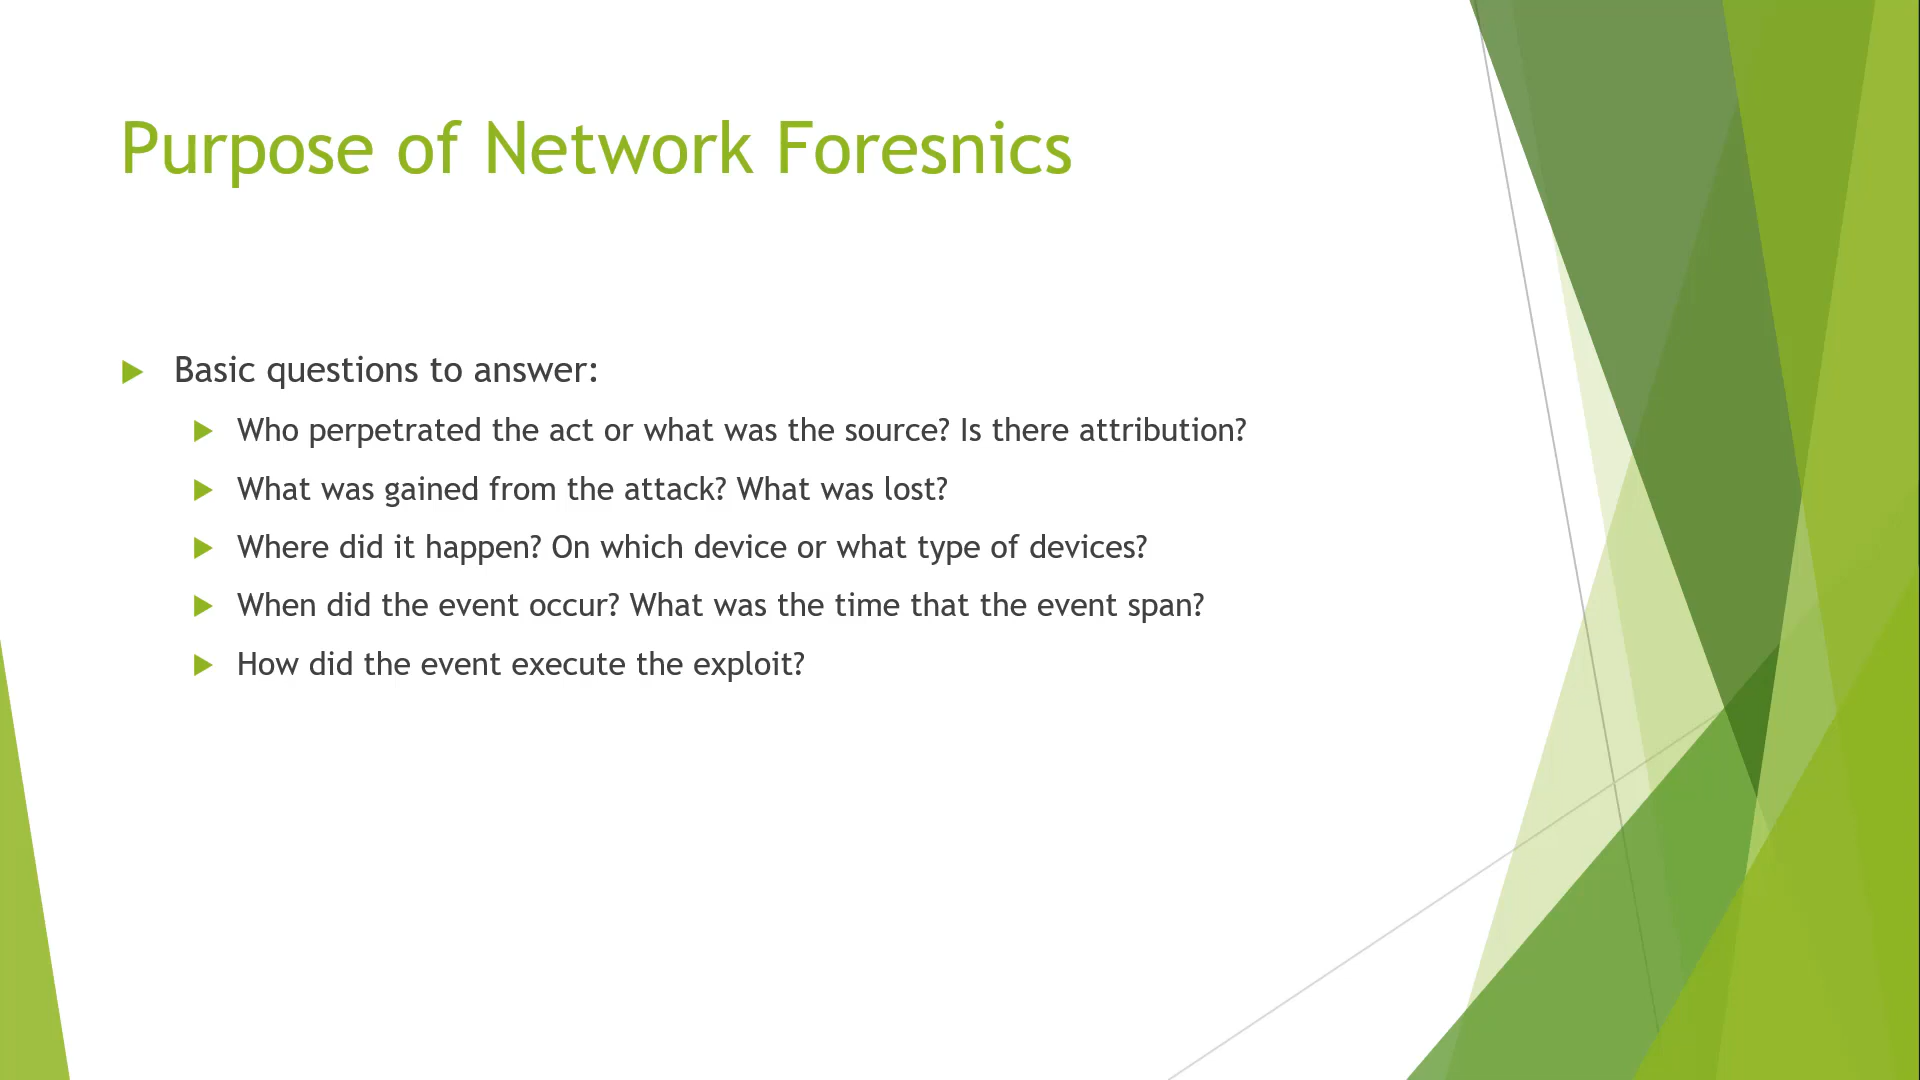 Purpose of Network Foresnics
Basic questions to answer:
Who perpetrated the act or what was the source? Is there attribution?
What was gained from the attack? What was lost?
Where did it happen? On which device or what type of devices?
When did the event occur? What was the time that the event span?
How did the event execute the exploit?